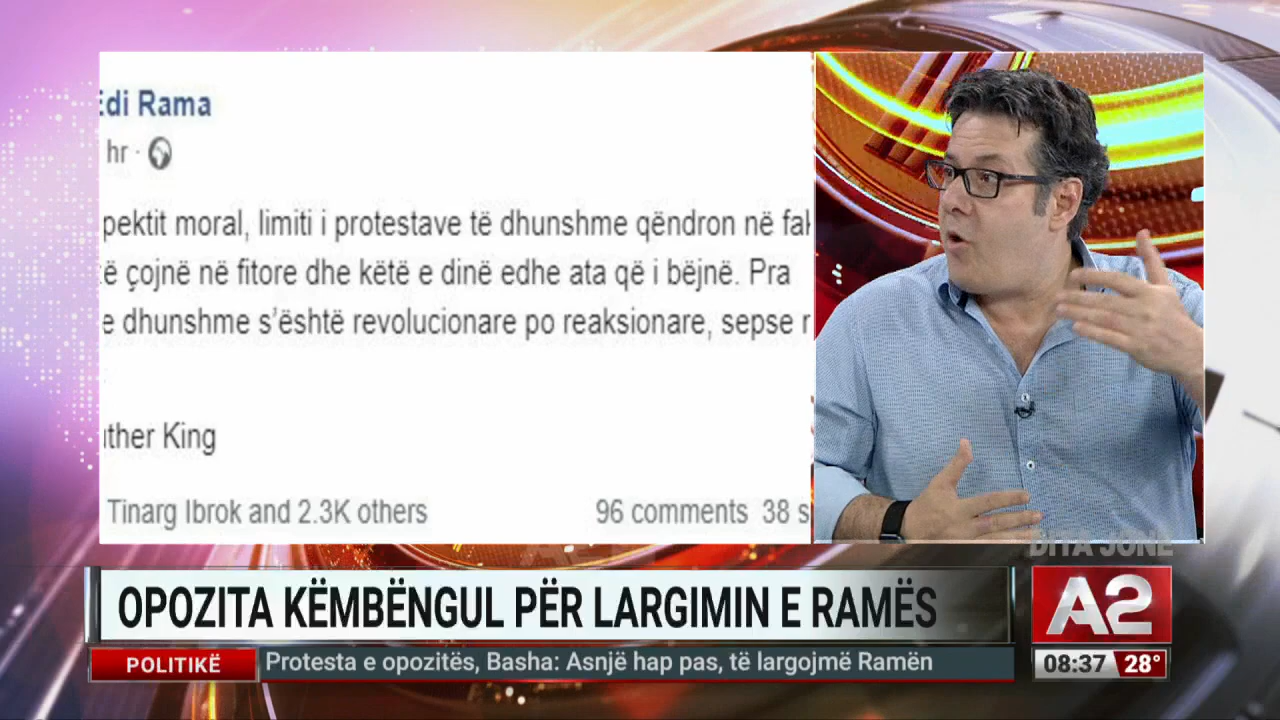 Edi Rama
hr ·
pektit moral, limiti i protestave të dhunshme qëndron në
çojnë në fitore dhe këtë e dinë edhe ata që i bëjnë. Pra
e dhunshme s'është revolucionare po reaksionare, sepse
uther King
Tinarg Ibrok and 2.3K others
96 comments 38 s
DITA JONË
OPOZITA KËMBËNGUL PËR LARGIMIN E RAMËS
A2
POLITIKË
Protesta e opozitës, Basha: Asnjë hap pas, të largojmë Ramën
08:37 28°